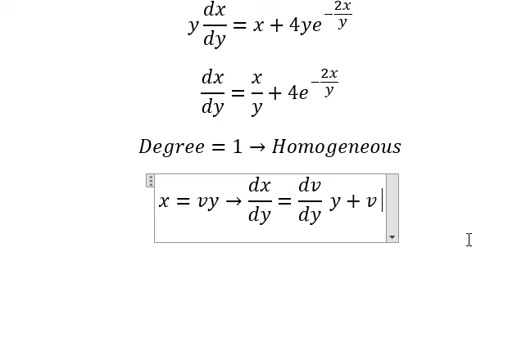 y dx/dy = x + 4ye^(-2x/y)
dx/dy = x/y + 4e^(-2x/y)
Degree = 1 → Homogeneous
x = vy → dx/dy = dv/dy y + v